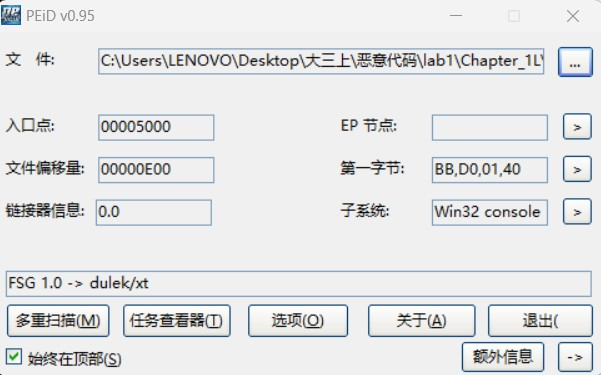 PEiD v0.95
文 件: C:\Users\LENOVO\Desktop\大三上\恶意代码\lab1\Chapter_1L\ ...
入口点: 00005000 EP 节点: >
文件偏移量: 00000E00 第一字节: BB,D0,01,40 >
链接器信息: 0.0 子系统: Win32 console >
FSG 1.0 -> dulek/xt
多重扫描(M) 任务查看器(T) 选项(O) 关于(A) 退出(
始终在顶部(S) 额外信息 ->